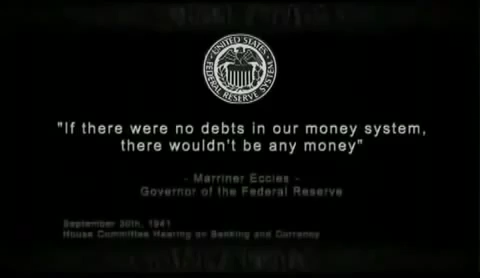 UNITED STATES
FEDERAL RESERVE SYSTEM
"If there were no debts in our money system,
there wouldn't be any money"
- Marriner Eccles -
Governor of the Federal Reserve
September 30th, 1941
House Committee Hearing on Banking and Currency